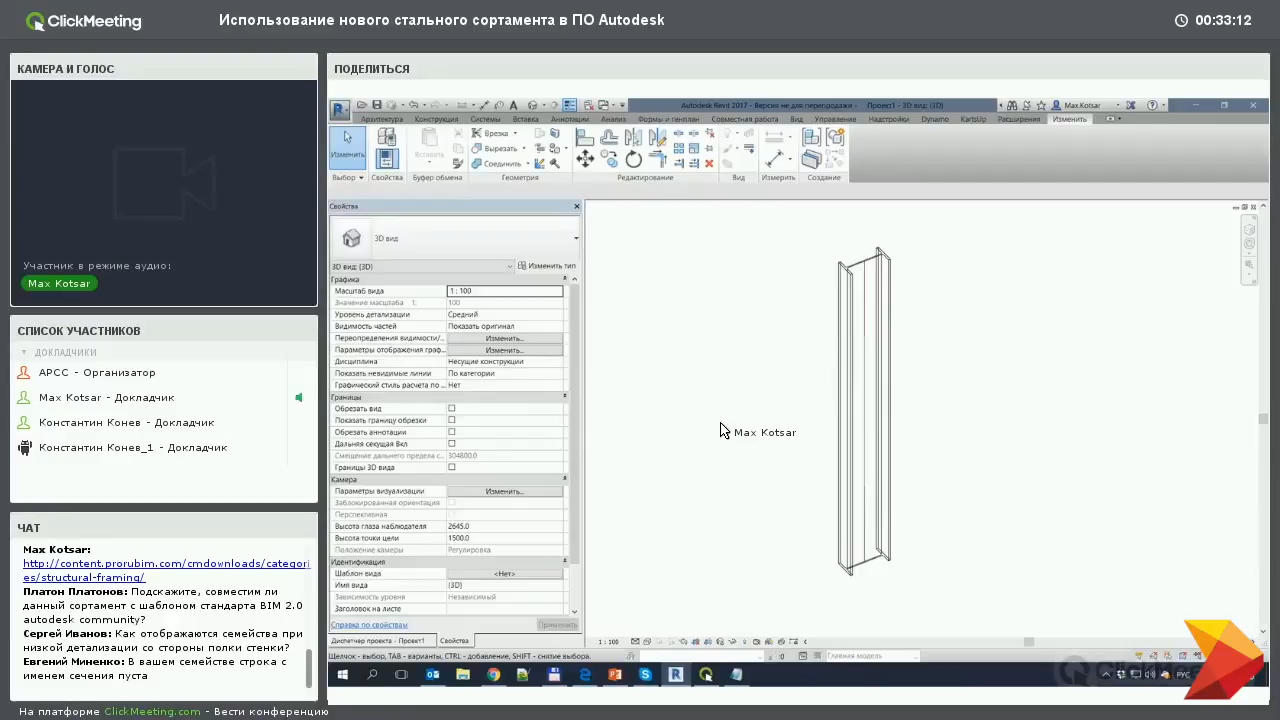 ClickMeeting
Использование нового стального сортамента в ПО Autodesk
00:33:12
КАМЕРА И ГОЛОС
Участник в режиме аудио:
Max Kotsar
СПИСОК УЧАСТНИКОВ
ДОКЛАДЧИКИ
АРСС - Организатор
Max Kotsar - Докладчик
Константин Конев - Докладчик
Константин Конев_1 - Докладчик
ЧАТ
Max Kotsar:
http://content.prorubim.com/cmdownloads/categori
es/structural-framing/
Платон Платонов: Подскажите, совместим ли
данный сортамент с шаблоном стандарта BIM 2.0
autodesk community?
Сергей Иванов: Как отображаются семейства при
низкой детализации со стороны полки/стенки?
Евгений Миненко: в самом семействе строка с
именем сечения пуста
На платформе ClickMeeting.com - Вести конференцию
ПОДЕЛИТЬСЯ
Autodesk Revit 2017 - Версия не для перепродажи - Проект1 - 3D вид: {3D}
Max.Kotsar
Архитектура Конструкция Системы Вставка Аннотации Анализ Формы и генплан Совместная работа Вид Управление Надстройки Dynamo KartsUp Расширения Изменить
Изменить
Вставить
Врезка
Вырезать
Соединить
Выбор Свойства Буфер обмена Геометрия Редактирование Вид Измерить Создание
Свойства
3D вид
3D вид: {3D} Изменить тип
Графика
Масштаб вида 1 : 100
Значение масштаба 1: 100
Уровень детализации Средний
Видимость частей Показать оригинал
Переопределения видимости/... Изменить...
Параметры отображения граф... Изменить...
Дисциплина Несущие конструкции
Показать невидимые линии По категории
Графический стиль расчета по ... Нет
Границы
Обрезать вид
Показать границу обрезки
Обрезать аннотации
Дальняя секущая Вкл
Смещение дальнего предела с... 304800.0
Границы 3D вида
Камера
Параметры визуализации Изменить...
Заблокированная ориентация
Перспективная
Высота глаза наблюдателя 2645.0
Высота точки цели 1500.0
Положение камеры Регулировка
Идентификация
Шаблон вида <Нет>
Имя вида {3D}
Зависимость уровня Независимый
Заголовок на листе
Справка по свойствам Применить
Диспетчер проекта - Проект1 Свойства
Max Kotsar
1 : 100
Щелчок - выбор, TAB - варианты, CTRL - добавление, SHIFT - снятие выбора.
:0
Главная модель
РУС